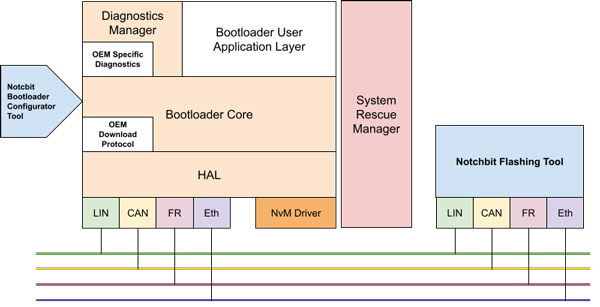 Diagnostics
Manager
OEM Specific
Diagnostics
Bootloader User
Application Layer
Notcbit
Bootloader
Configurator
Tool
Bootloader Core
OEM
Download
Protocol
HAL
LIN
CAN
FR
Eth
NvM Driver
System
Rescue
Manager
Notchbit Flashing Tool
LIN
CAN
FR
Eth